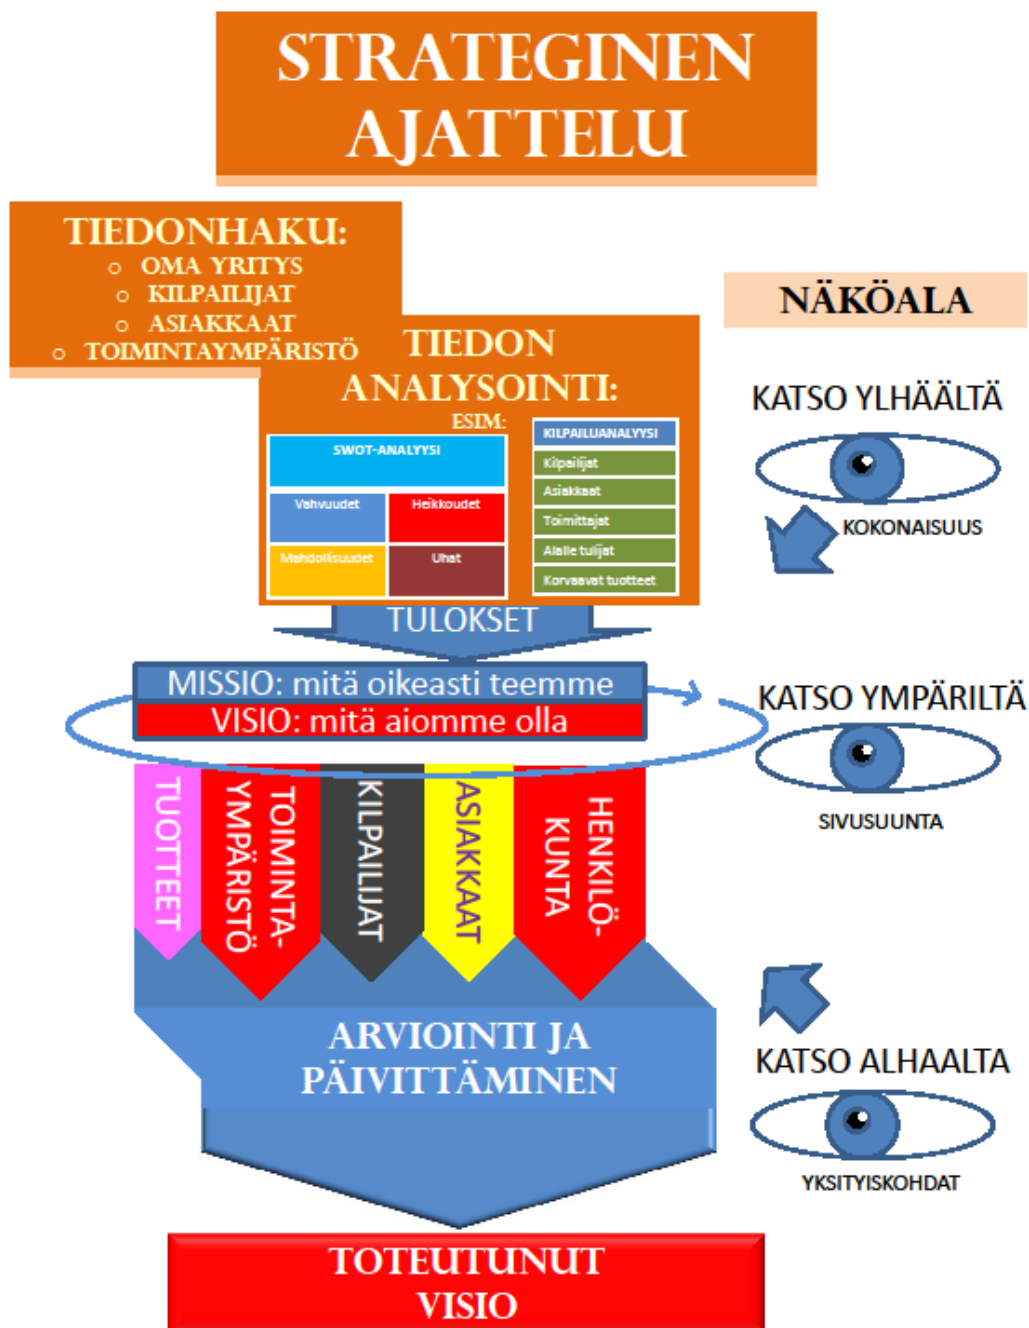 STRATEGINEN
AJATTELU
TIEDONHAKU:
o OMA YRITYS
o KILPAILIJAT
o ASIAKKAAT
o TOIMINTAYMPÄRISTÖ
TIEDON
ANALYSOINTI:
ESIM:
SWOT-ANALYYSI
Vahvuudet
Heikkoudet
Mahdollisuudet
Uhat
KILPAILUANALYYSI
Kilpailijat
Asiakkaat
Toimittajat
Alalle tulijat
Korvaavat tuotteet
TULOKSET
MISSIO: mitä oikeasti teemme
VISIO: mitä aiomme olla
TUOTTEET
TOIMINTA-
YMPÄRISTÖ
KILPAILIJAT
ASIAKKAAT
HENKILÖ-
KUNTA
ARVIOINTI JA
PÄIVITTÄMINEN
TOTEUTUNUT
VISIO
NÄKÖALA
KATSO YLHÄÄLTÄ
KOKONAISUUS
KATSO YMPÄRILTÄ
SIVUSUUNTA
KATSO ALHAALTA
YKSITYISKOHDAT